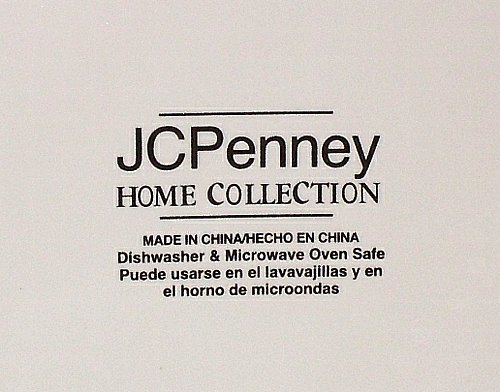 JCPenney
HOME COLLECTION
MADE IN CHINA/HECHO EN CHINA
Dishwasher & Microwave Oven Safe
Puede usarse en el lavavajillas y en
el horno de microondas